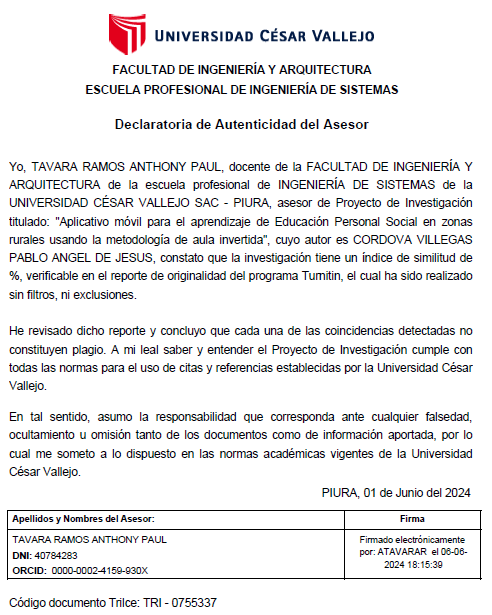 UNIVERSIDAD CÉSAR VALLEJO
FACULTAD DE INGENIERÍA Y ARQUITECTURA
ESCUELA PROFESIONAL DE INGENIERÍA DE SISTEMAS
Declaratoria de Autenticidad del Asesor
Yo, TAVARA RAMOS ANTHONY PAUL, docente de la FACULTAD DE INGENIERÍA Y
ARQUITECTURA de la escuela profesional de INGENIERÍA DE SISTEMAS de la
UNIVERSIDAD CÉSAR VALLEJO SAC - PIURA, asesor de Proyecto de Investigación
titulado: "Aplicativo móvil para el aprendizaje de Educación Personal Social en zonas
rurales usando la metodología de aula invertida", cuyo autor es CORDOVA VILLEGAS
PABLO ANGEL DE JESUS, constato que la investigación tiene un índice de similitud de
%, verificable en el reporte de originalidad del programa Turnitin, el cual ha sido realizado
sin filtros, ni exclusiones.
He revisado dicho reporte y concluyo que cada una de las coincidencias detectadas no
constituyen plagio. A mi leal saber y entender el Proyecto de Investigación cumple con
todas las normas para el uso de citas y referencias establecidas por la Universidad César
Vallejo.
En tal sentido, asumo la responsabilidad que corresponda ante cualquier falsedad,
ocultamiento u omisión tanto de los documentos como de información aportada, por lo
cual me someto a lo dispuesto en las normas académicas vigentes de la Universidad
César Vallejo.
PIURA, 01 de Junio del 2024
Apellidos y Nombres del Asesor: Firma
TAVARA RAMOS ANTHONY PAUL
DNI: 40784283
ORCID: 0000-0002-4159-930X
Firmado electrónicamente
por: ATAVARAR el 06-06-
2024 18:15:39
Código documento Trilce: TRI - 0755337